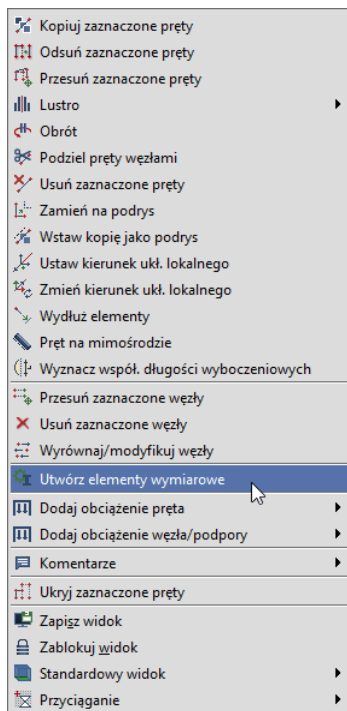 Kopiuj zaznaczone pręty
Odsuń zaznaczone pręty
Przesuń zaznaczone pręty
Lustro
Obrót
Podziel pręty węzłami
Usuń zaznaczone pręty
Zamień na podrys
Wstaw kopię jako podrys
Ustaw kierunek ukł. lokalnego
Zmień kierunek ukł. lokalnego
Wydłuż elementy
Pręt na mimośrodzie
Wyznacz współ. długości wyboczeniowych
Przesuń zaznaczone węzły
Usuń zaznaczone węzły
Wyrównaj/modyfikuj węzły
Utwórz elementy wymiarowe
Dodaj obciążenie pręta
Dodaj obciążenie węzła/podpory
Komentarze
Ukryj zaznaczone pręty
Zapisz widok
Zablokuj widok
Standardowy widok
Przyciąganie